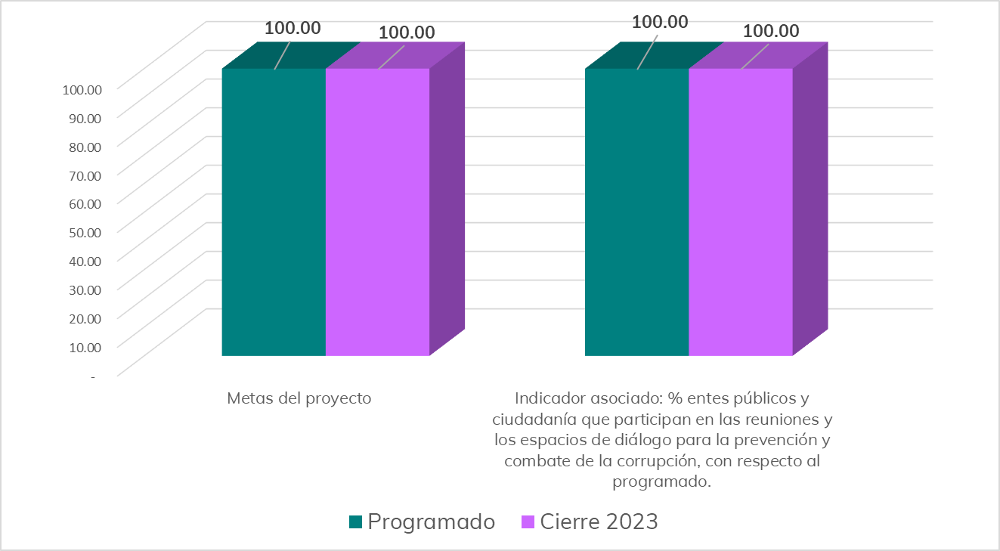 100.00
100.00
100.00
100.00
100.00
90.00
80.00
70.00
60.00
50.00
40.00
30.00
20.00
10.00
-
Metas del proyecto
Indicador asociado: % entes públicos y
ciudadanía que participan en las reuniones y
los espacios de diálogo para la prevención y
combate de la corrupción, con respecto al
programado.
Programado
Cierre 2023